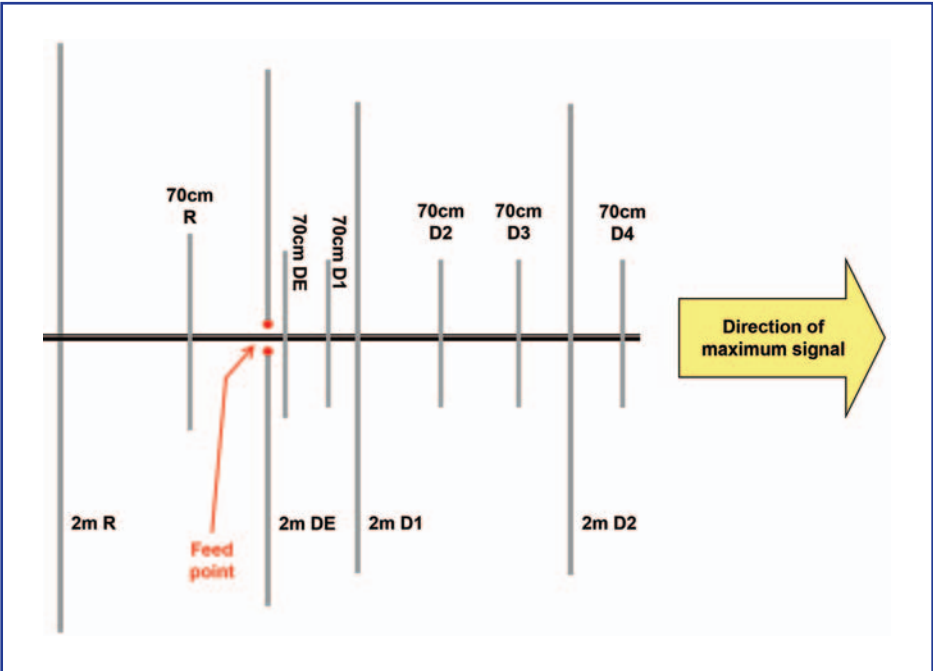 70cm
R
70cm DE
70cm D1
70cm
D2
70cm
D3
70cm
D4
Direction of
maximum signal
2m R
Feed
point
2m DE
2m D1
2m D2